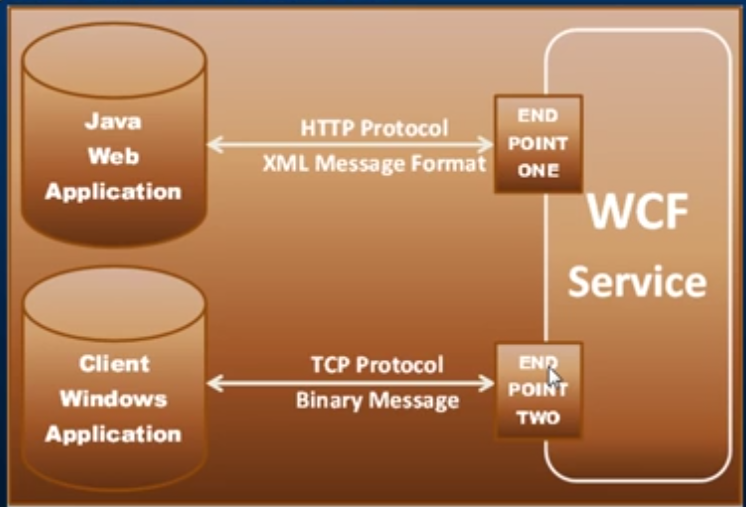 Java
Web
Application
HTTP Protocol
XML Message Format
END
POINT
ONE
WCF
Service
Client
Windows
Application
TCP Protocol
Binary Message
END
POINT
TWO